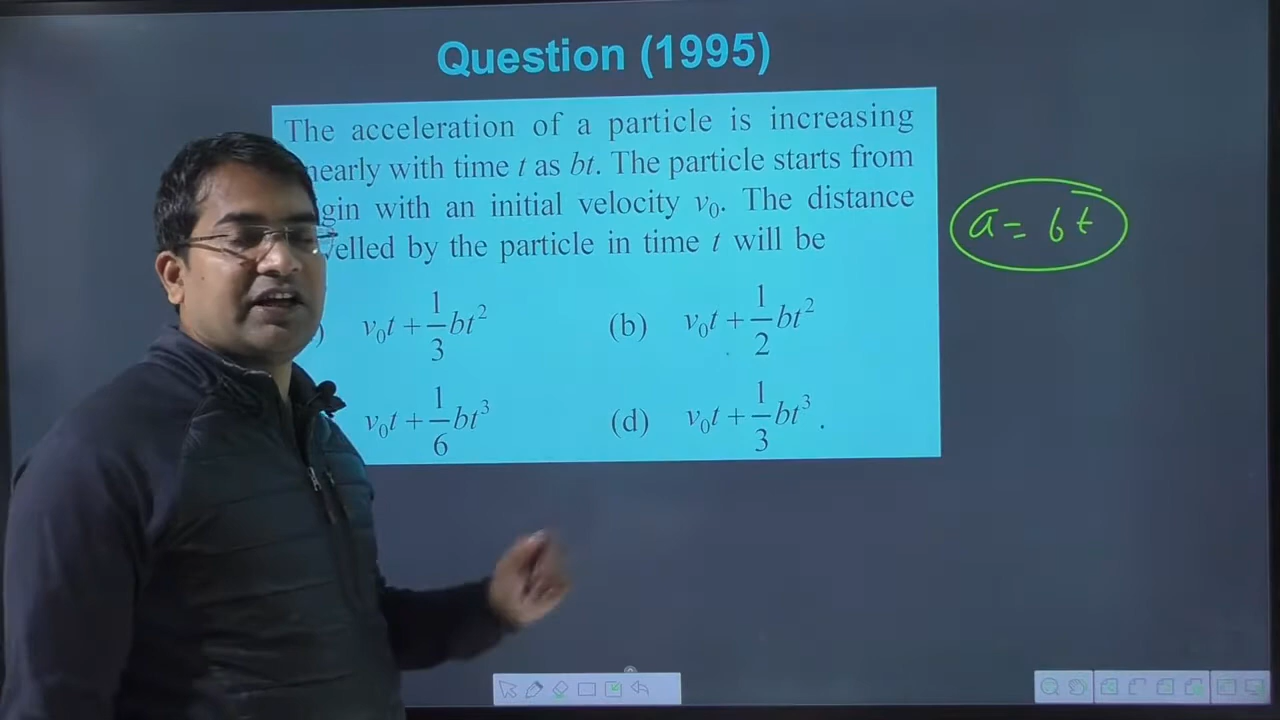 Question (1995)
The acceleration of a particle is increasing
nearly with time t as bt. The particle starts from
gin with an initial velocity v₀. The distance
velled by the particle in time t will be
a = bt
) v₀t + 1/3 bt² (b) v₀t + 1/2 bt²
v₀t + 1/6 bt³ (d) v₀t + 1/3 bt³.